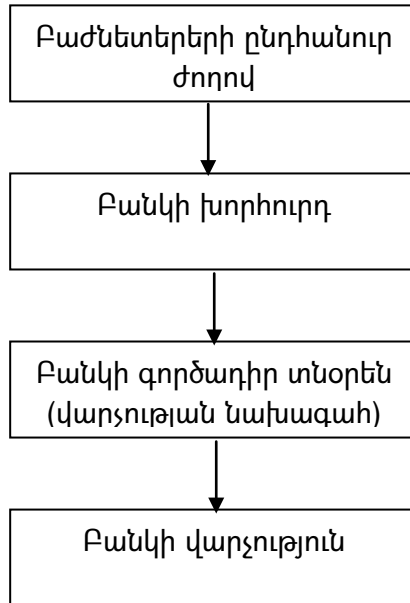 Բաժնետերերի ընդհանուր
ժողով
Բանկի խորհուրդ
Բանկի գործադիր տնօրեն
(վարչության նախագահ)
Բանկի վարչություն